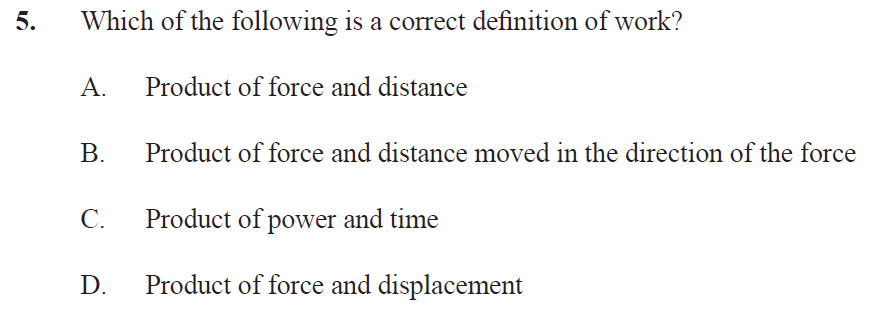 5. Which of the following is a correct definition of work?
A. Product of force and distance
B. Product of force and distance moved in the direction of the force
C. Product of power and time
D. Product of force and displacement